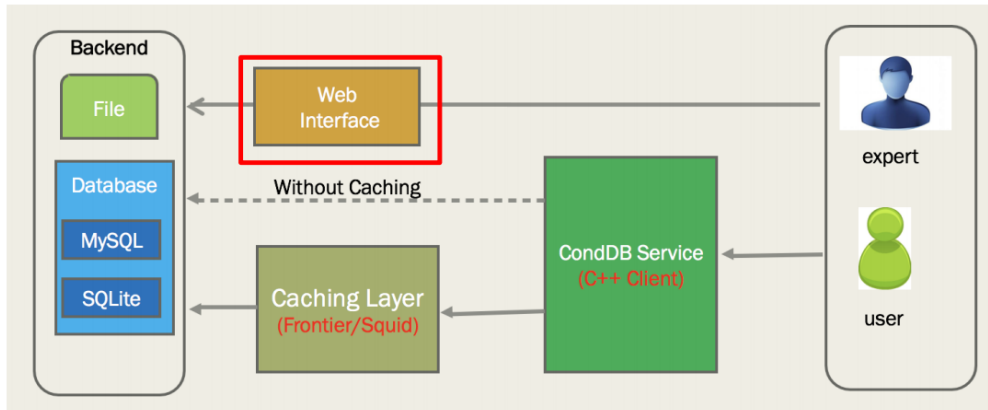 Backend
File
Database
MySQL
SQLite
Web
Interface
Without Caching
Caching Layer
(Frontier/Squid)
CondDB Service
(C++ Client)
expert
user